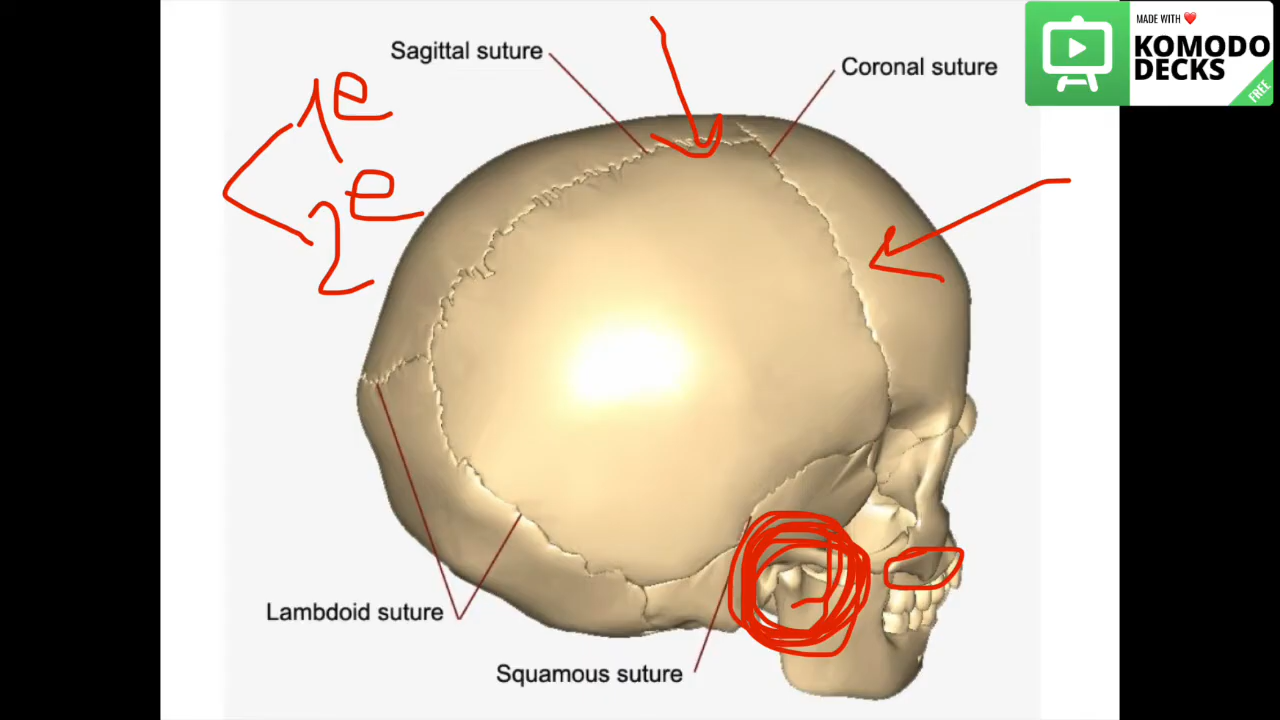 MADE WITH ❤️
KOMODO
DECKS
FREE
Sagittal suture
Coronal suture
1e
2e
Lambdoid suture
Squamous suture